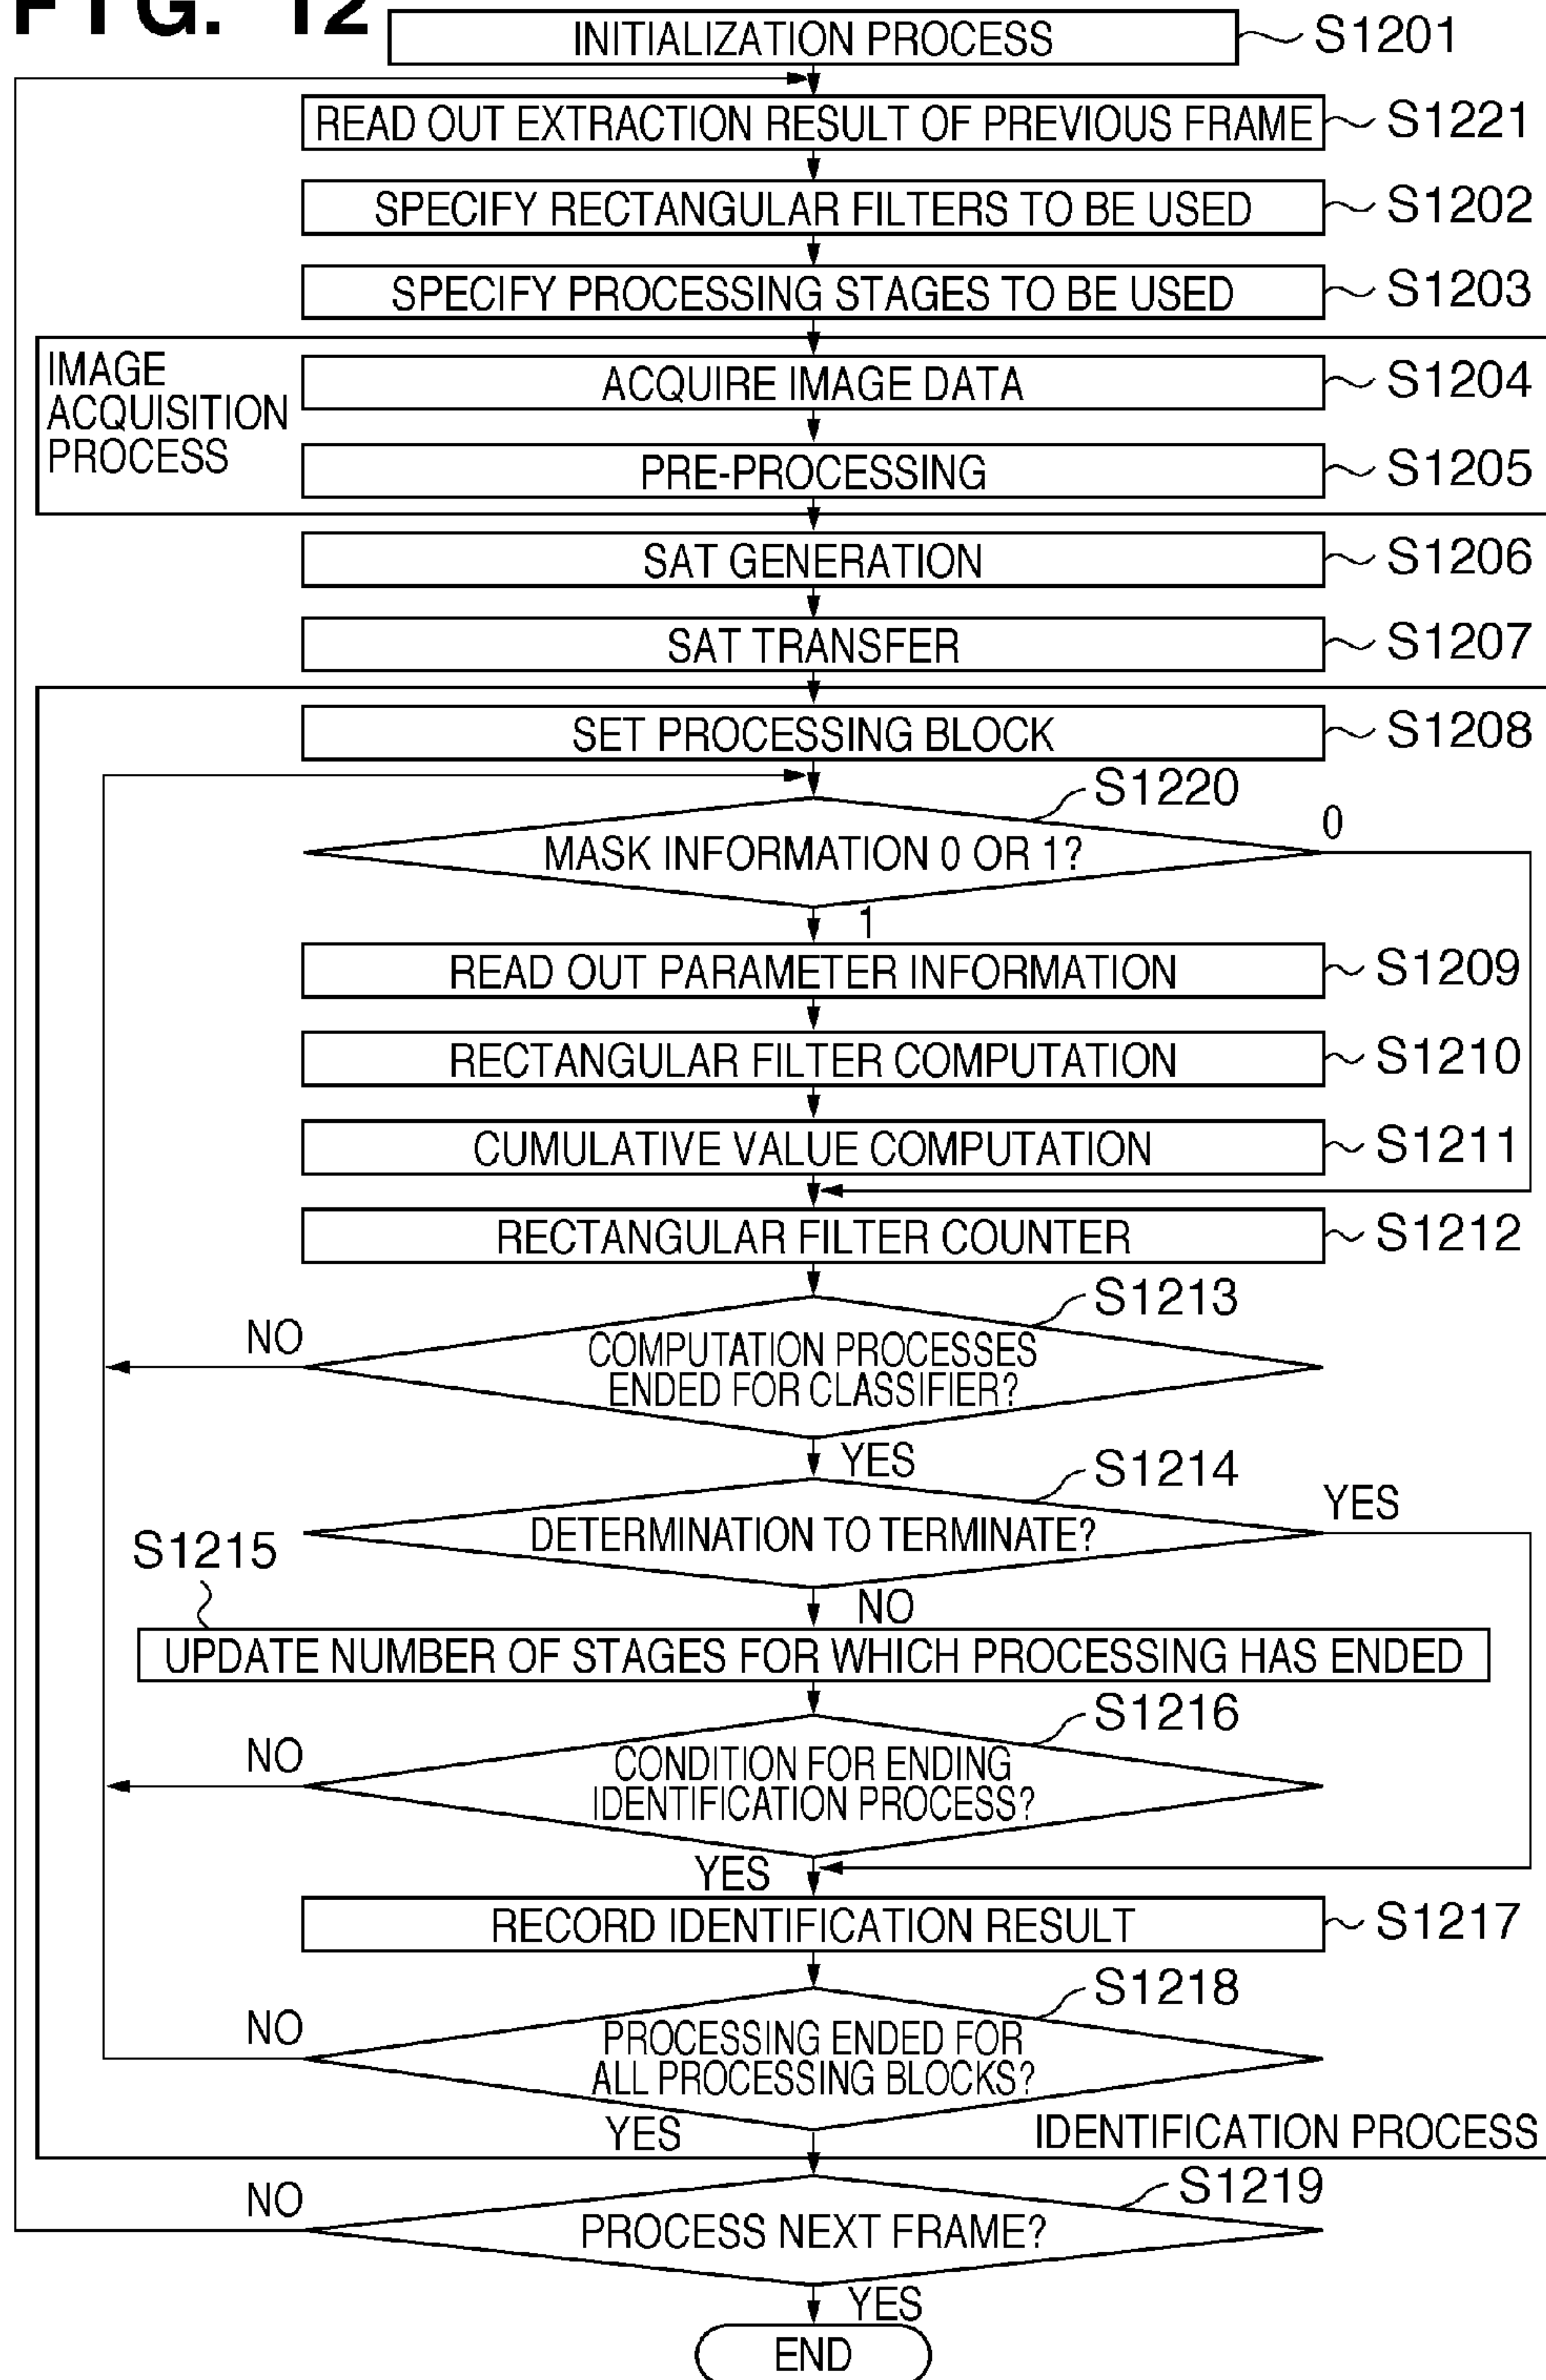 FIG. 12
INITIALIZATION PROCESS
S1201
READ OUT EXTRACTION RESULT OF PREVIOUS FRAME
S1221
SPECIFY RECTANGULAR FILTERS TO BE USED
S1202
SPECIFY PROCESSING STAGES TO BE USED
S1203
IMAGE
ACQUISITION
PROCESS
ACQUIRE IMAGE DATA
S1204
PRE-PROCESSING
S1205
SAT GENERATION
S1206
SAT TRANSFER
S1207
SET PROCESSING BLOCK
S1208
S1220
0
MASK INFORMATION 0 OR 1?
1
READ OUT PARAMETER INFORMATION
S1209
RECTANGULAR FILTER COMPUTATION
S1210
CUMULATIVE VALUE COMPUTATION
S1211
RECTANGULAR FILTER COUNTER
S1212
S1213
NO
COMPUTATION PROCESSES
ENDED FOR CLASSIFIER?
YES
S1214
YES
DETERMINATION TO TERMINATE?
S1215
NO
UPDATE NUMBER OF STAGES FOR WHICH PROCESSING HAS ENDED
S1216
NO
CONDITION FOR ENDING
IDENTIFICATION PROCESS?
YES
RECORD IDENTIFICATION RESULT
S1217
S1218
NO
PROCESSING ENDED FOR
ALL PROCESSING BLOCKS?
YES
IDENTIFICATION PROCESS
S1219
NO
PROCESS NEXT FRAME?
YES
END